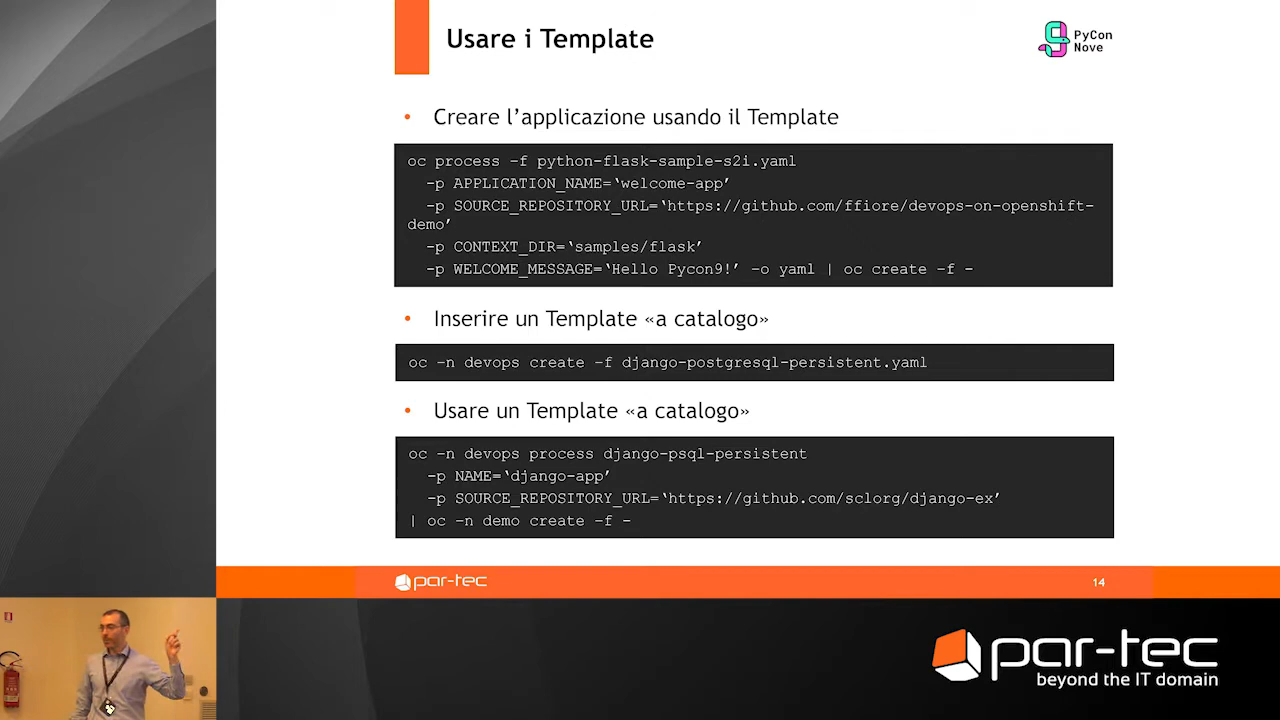 Usare i Template
PyCon
Nove
• Creare l’applicazione usando il Template
oc process –f python-flask-sample-s2i.yaml
-p APPLICATION_NAME=‘welcome-app’
-p SOURCE_REPOSITORY_URL=‘https://github.com/ffiore/devops-on-openshift-
demo’
-p CONTEXT_DIR=‘samples/flask’
-p WELCOME_MESSAGE=‘Hello Pycon9!’ –o yaml | oc create –f -
• Inserire un Template «a catalogo»
oc –n devops create –f django-postgresql-persistent.yaml
• Usare un Template «a catalogo»
oc –n devops process django-psql-persistent
-p NAME=‘django-app’
-p SOURCE_REPOSITORY_URL=‘https://github.com/sclorg/django-ex’
| oc –n demo create –f -
par-tec
14
par-tec
beyond the IT domain